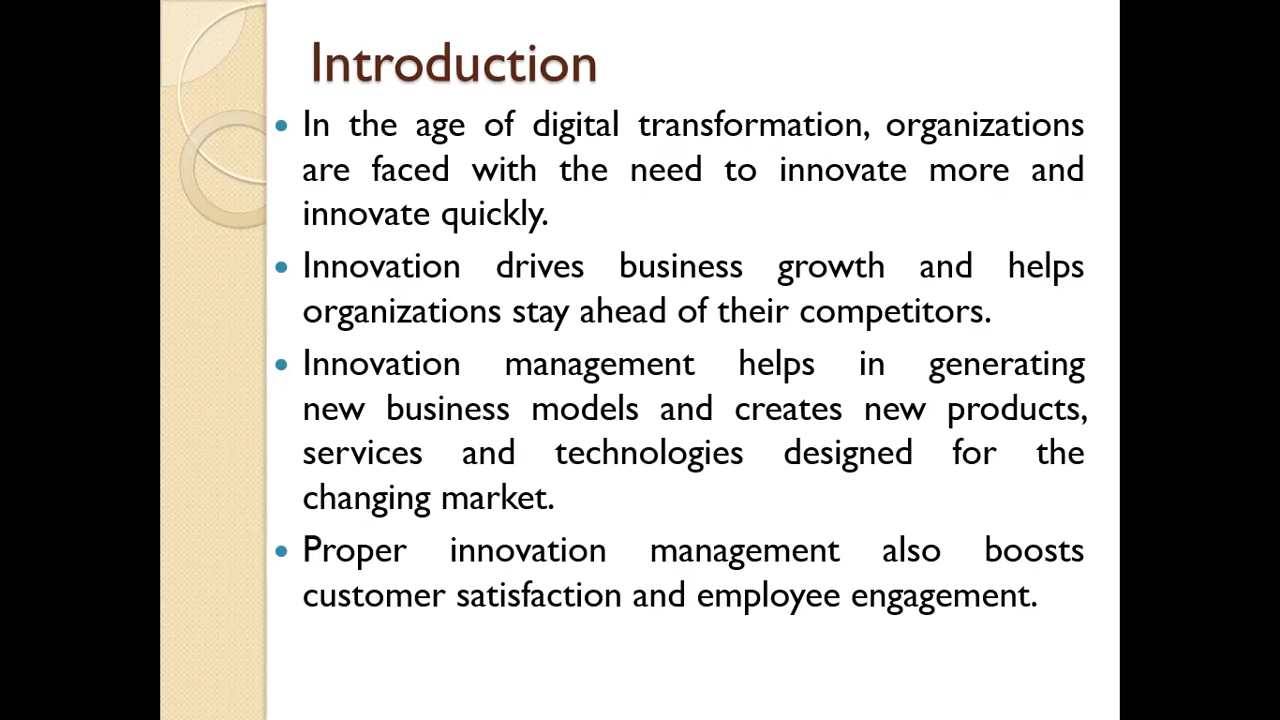 Introduction
• In the age of digital transformation, organizations
are faced with the need to innovate more and
innovate quickly.
• Innovation drives business growth and helps
organizations stay ahead of their competitors.
• Innovation management helps in generating
new business models and creates new products,
services and technologies designed for the
changing market.
• Proper innovation management also boosts
customer satisfaction and employee engagement.